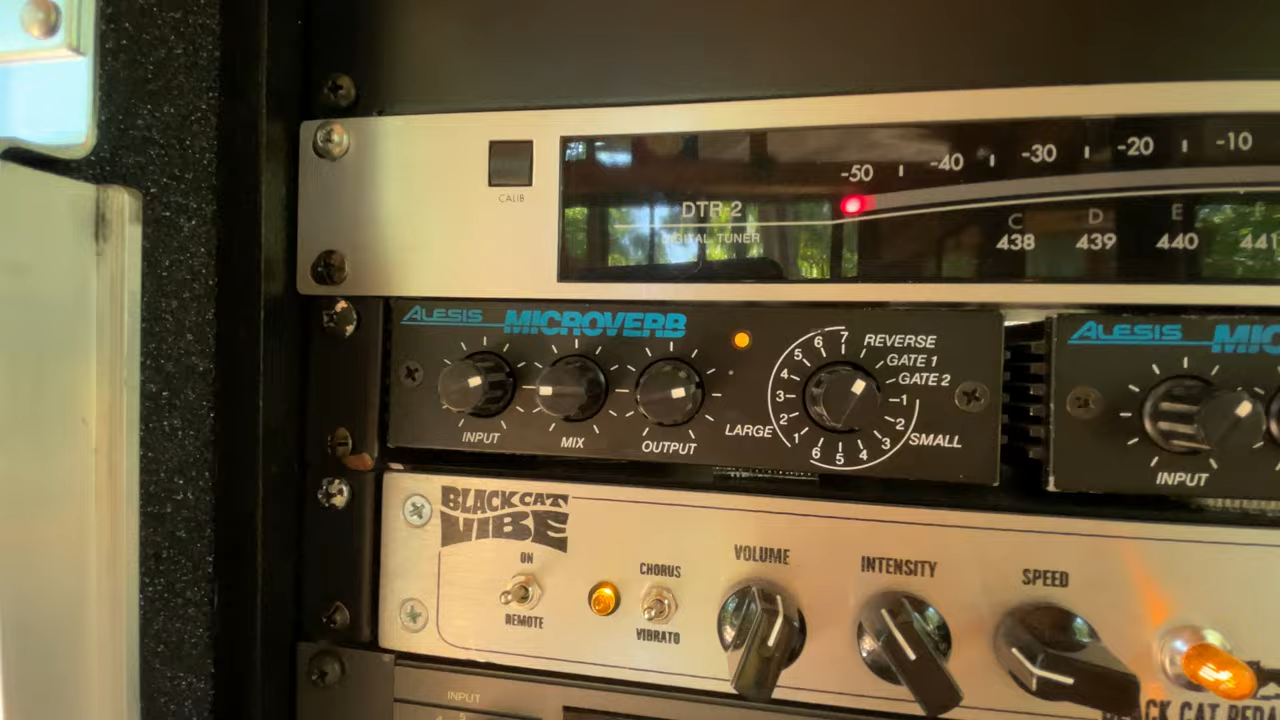 -50 -40 -30 -20 -10
CALIB
DTR-2
DIGITAL TUNER
C D E F
438 439 440 441
ALESIS MICROVERB
INPUT MIX OUTPUT
7 REVERSE
6 GATE 1
5 GATE 2
4
3 1
2 2
1 3
6 5 4
LARGE SMALL
ALESIS
INPUT
BLACK CAT
VIBE
ON
REMOTE
CHORUS
VIBRATO
VOLUME INTENSITY SPEED
INPUT